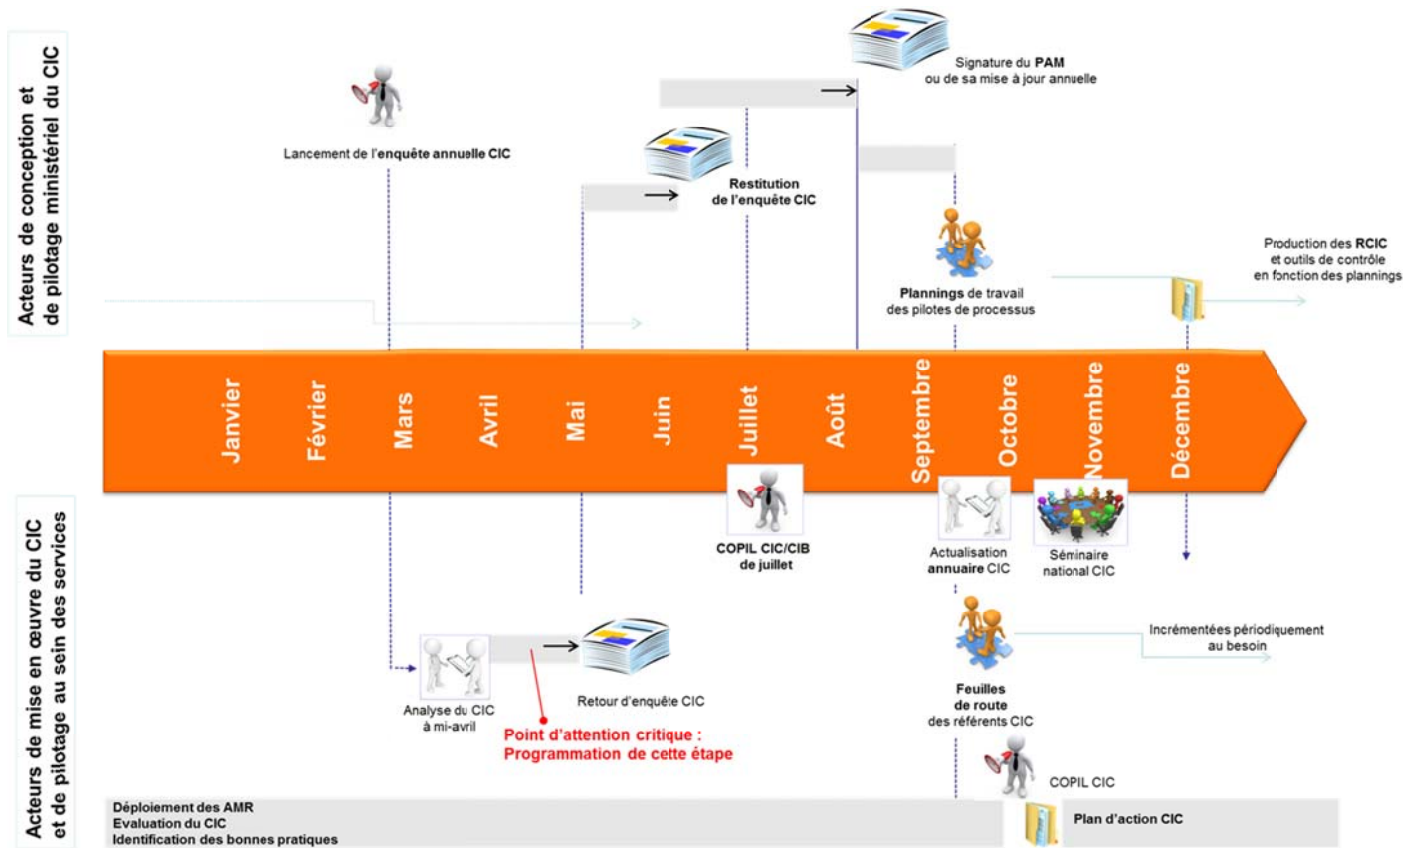 Acteurs de conception et
de pilotage ministériel du CIC
Signature du PAM
ou de sa mise à jour annuelle
Lancement de l'enquête annuelle CIC
Restitution
de l'enquête CIC
Plannings de travail
des pilotes de processus
Production des RCIC
et outils de contrôle
en fonction des plannings
Janvier
Février
Mars
Avril
Mai
Juin
Juillet
Août
Septembre
Octobre
Novembre
Décembre
Acteurs de mise en œuvre du CIC
et de pilotage au sein des services
COPIL CIC/CIB
de juillet
Actualisation
annuaire CIC
Séminaire
national CIC
Analyse du CIC
à mi-avril
Retour d'enquête CIC
Point d'attention critique :
Programmation de cette étape
Feuilles
de route
des référents CIC
Incrémentées périodiquement
au besoin
COPIL CIC
Déploiement des AMR
Evaluation du CIC
Identification des bonnes pratiques
Plan d'action CIC